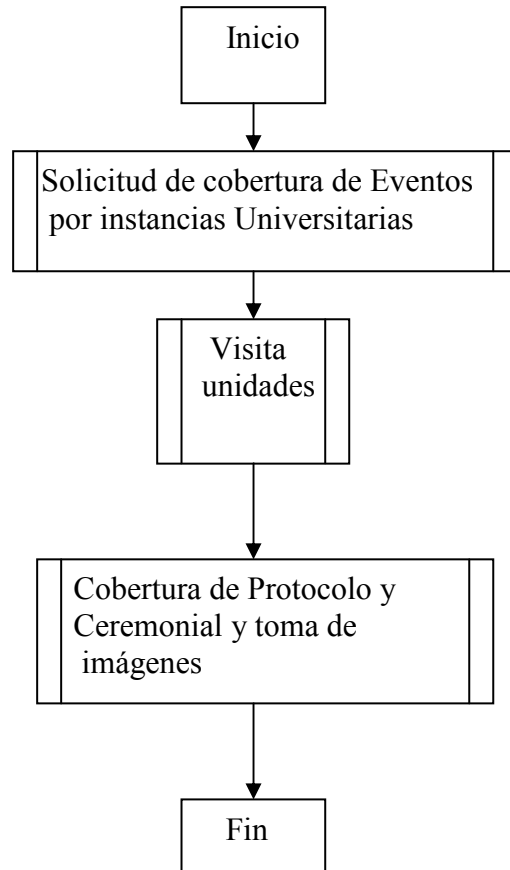 Inicio
Solicitud de cobertura de Eventos
por instancias Universitarias
Visita
unidades
Cobertura de Protocolo y
Ceremonial y toma de
imágenes
Fin